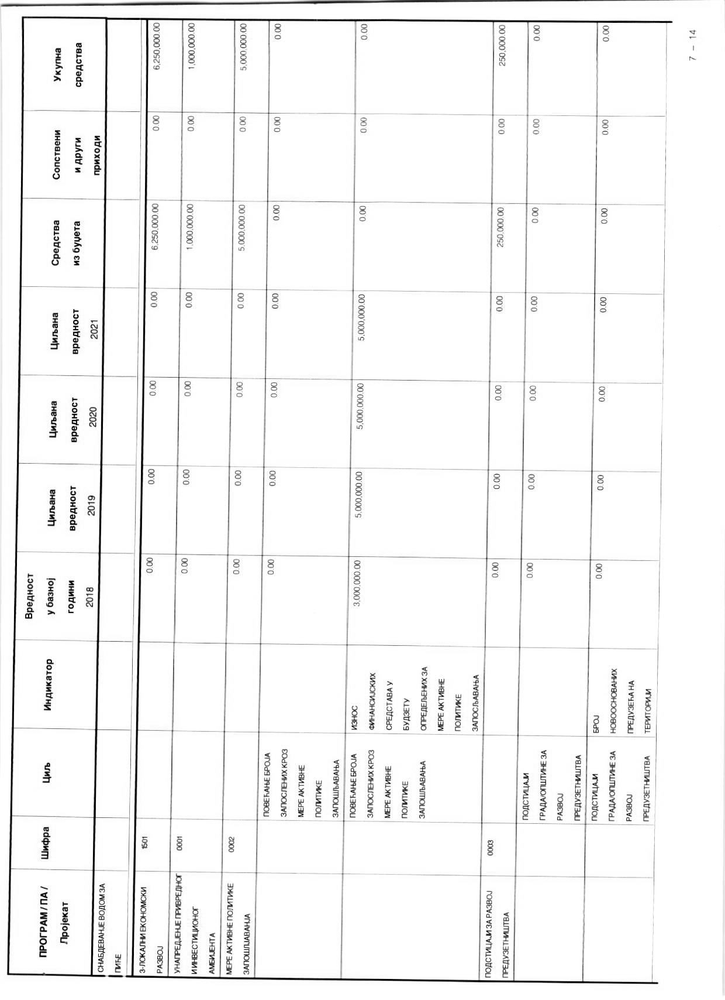 ПРОГРАМ / ПА /
Пројекат
Шифра
Циљ
Индикатор
Вредност
у базној
години
2018
Циљана
вредност
2019
Циљана
вредност
2020
Циљана
вредност
2021
Средства
из буџета
Сопствени
и други
приходи
Укупна
средства
СНАБДЕВАНЈЕ ВОДОМ ЗА
ПИЋЕ
3-ЛОКАЛНИ ЕКОНОМСКИ
РАЗВОЈ
1501
0.00
0.00
0.00
0.00
6,250,000.00
0.00
6,250,000.00
УНАПРЕДЈЕНЈЕ ПРИВРЕДНОГ
И ИНВЕСТИЦИОНОГ
АМБИЈЕНТА
0001
0.00
0.00
0.00
0.00
1,000,000.00
0.00
1,000,000.00
МЕРЕ АКТИВНЕ ПОЛИТИКЕ
ЗАПОШЛЈАВАНЈА
0002
0.00
0.00
0.00
0.00
5,000,000.00
0.00
5,000,000.00
ПОВЕЋАЊЕ БРОЈА
ЗАПОСЛЕНИХ КРОЗ
МЕРЕ АКТИВНЕ
ПОЛИТИКЕ
ЗАПОШЉАВАЊА
0.00
0.00
0.00
0.00
0.00
0.00
0.00
ПОВЕЋАЊЕ БРОЈА
ЗАПОСЛЕНИХ КРОЗ
МЕРЕ АКТИВНЕ
ПОЛИТИКЕ
ЗАПОШЉАВАЊА
ИЗНОС
ФИНАНСИЈСКИХ
СРЕДСТАВА У
БУДЗЕТУ
ОПРЕДЕЉЕНИХ ЗА
МЕРЕ АКТИВНЕ
ПОЛИТИКЕ
ЗАПОСЉАВАЊА
3,000,000.00
5,000,000.00
5,000,000.00
5,000,000.00
0.00
0.00
0.00
ПОДСТИЦАЈИ ЗА РАЗВОЈ
ПРЕДУЗЕТНИШТВА
0003
0.00
0.00
0.00
0.00
250,000.00
0.00
250,000.00
ПОДСТИЦАЈИ
ГРАДА/ОПШТИНЕ ЗА
РАЗВОЈ
ПРЕДУЗЕТНИШТВА
0.00
0.00
0.00
0.00
0.00
0.00
0.00
ПОДСТИЦАЈИ
ГРАДА/ОПШТИНЕ ЗА
РАЗВОЈ
ПРЕДУЗЕТНИШТВА
БРОЈ
НОВООСНОВАНИХ
ПРЕДУЗЕЋА НА
ТЕРИТОРИЈИ
0.00
0.00
0.00
0.00
0.00
0.00
0.00
7 - 14